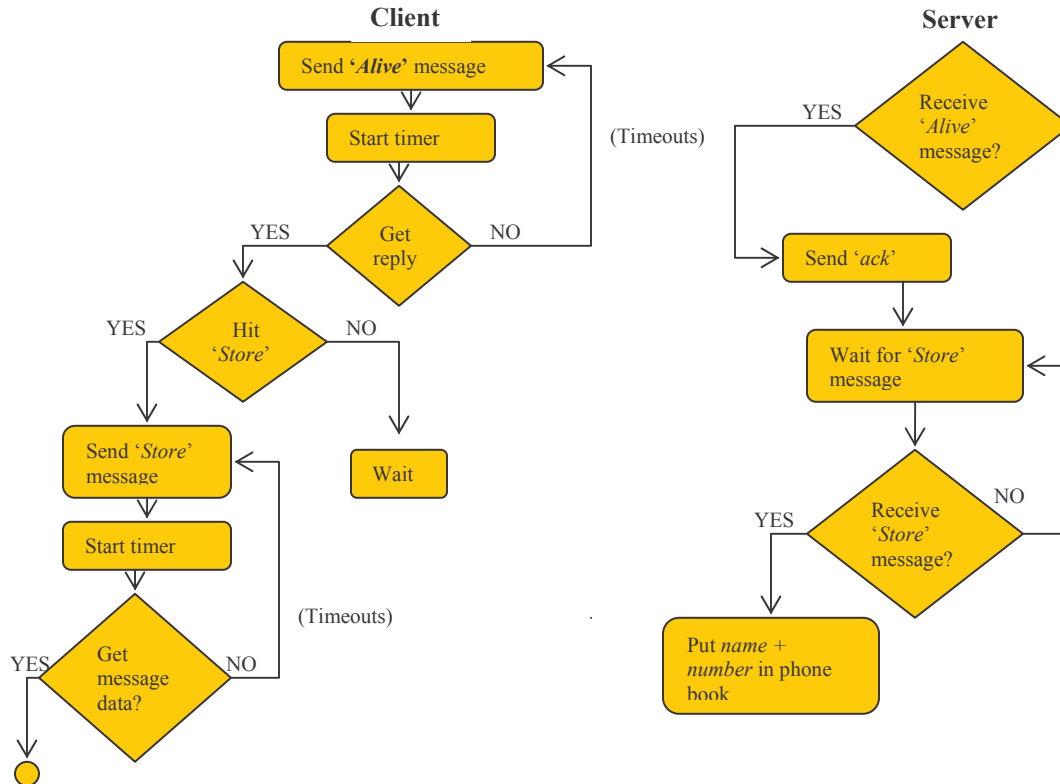 Client
Send ‘Alive’ message
Start timer
(Timeouts)
Get
reply
YES
NO
Hit
‘Store’
YES
NO
Send ‘Store’
message
Wait
Start timer
(Timeouts)
Get
message
data?
YES
NO
Server
Receive
‘Alive’
message?
YES
Send ‘ack’
Wait for ‘Store’
message
Receive
‘Store’
message?
YES
NO
Put name +
number in phone
book